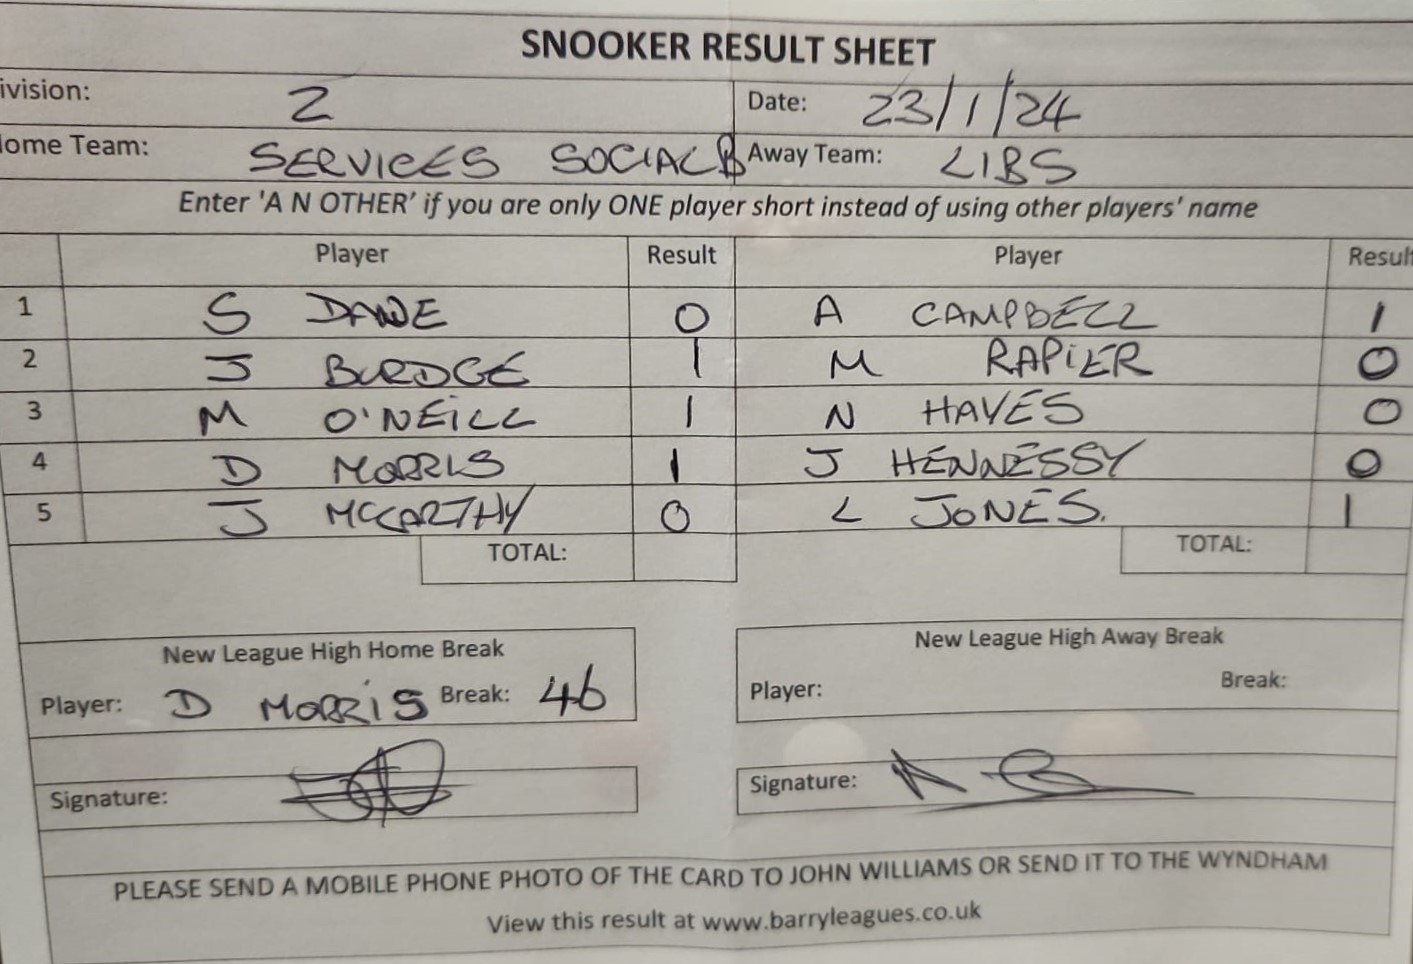 SNOOKER RESULT SHEET
ivision: 2 Date: 23/1/24
ome Team: SERVICES SOCIAL B Away Team: LIBS
Enter 'A N OTHER' if you are only ONE player short instead of using other players' name
Player Result Player Resul
1 S DAWE 0 A CAMPBELL 1
2 J BURDGE 1 M RAPIER 0
3 M O'NEILL 1 N HAYES 0
4 D MORRIS 1 J HENNESSY 0
5 J MCCARTHY 0 L JONES. 1
TOTAL: TOTAL:
New League High Home Break New League High Away Break
Player: D MORRIS Break: 46 Player: Break:
Signature: Signature:
PLEASE SEND A MOBILE PHONE PHOTO OF THE CARD TO JOHN WILLIAMS OR SEND IT TO THE WYNDHAM
View this result at www.barryleagues.co.uk